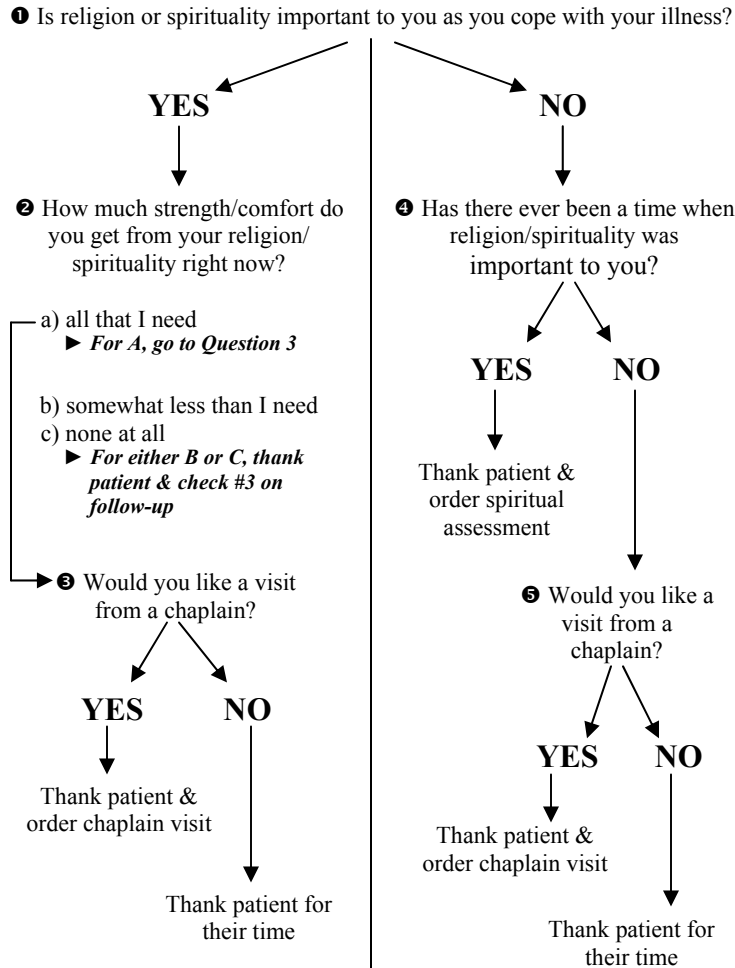 ❶ Is religion or spirituality important to you as you cope with your illness?
YES
❷ How much strength/comfort do
you get from your religion/
spirituality right now?
a) all that I need
► For A, go to Question 3
b) somewhat less than I need
c) none at all
► For either B or C, thank
patient & check #3 on
follow-up
❸ Would you like a visit
from a chaplain?
YES NO
Thank patient &
order chaplain visit
Thank patient for
their time
NO
❹ Has there ever been a time when
religion/spirituality was
important to you?
YES NO
Thank patient &
order spiritual
assessment
❺ Would you like a
visit from a
chaplain?
YES NO
Thank patient &
order chaplain visit
Thank patient for
their time